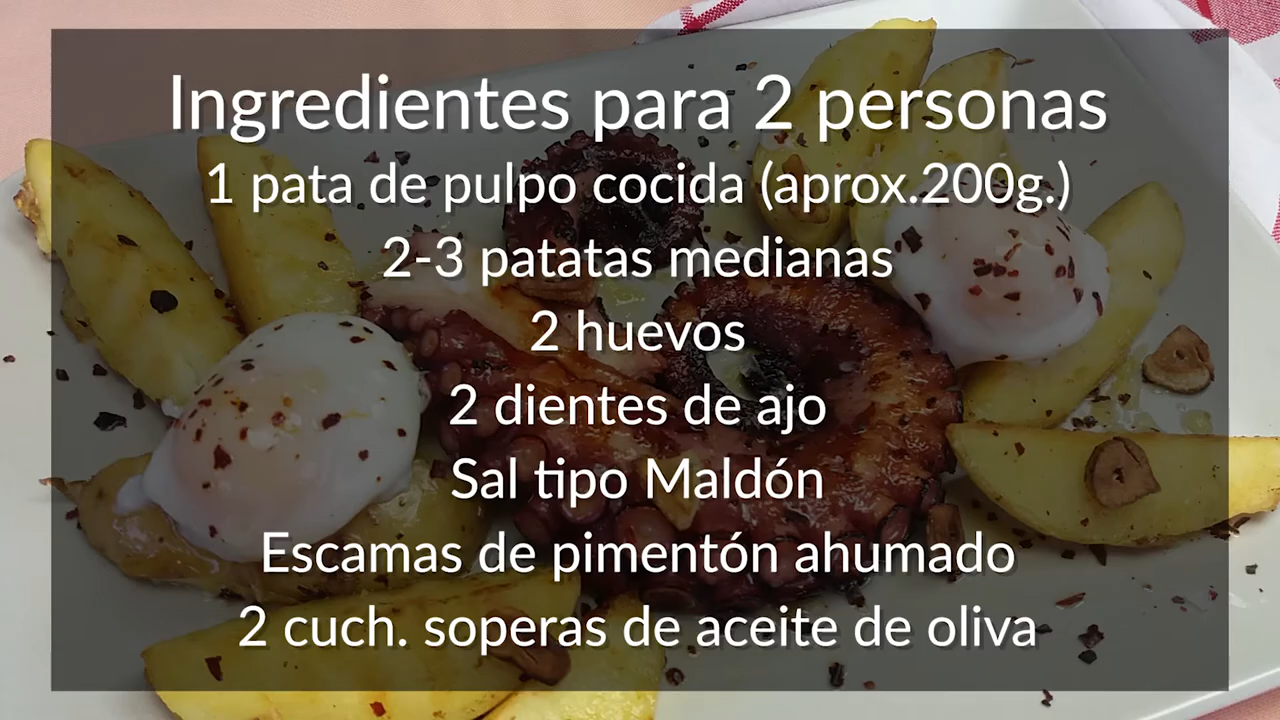 Ingredientes para 2 personas
1 pata de pulpo cocida (aprox.200g.)
2-3 patatas medianas
2 huevos
2 dientes de ajo
Sal tipo Maldón
Escamas de pimentón ahumado
2 cuch. soperas de aceite de oliva